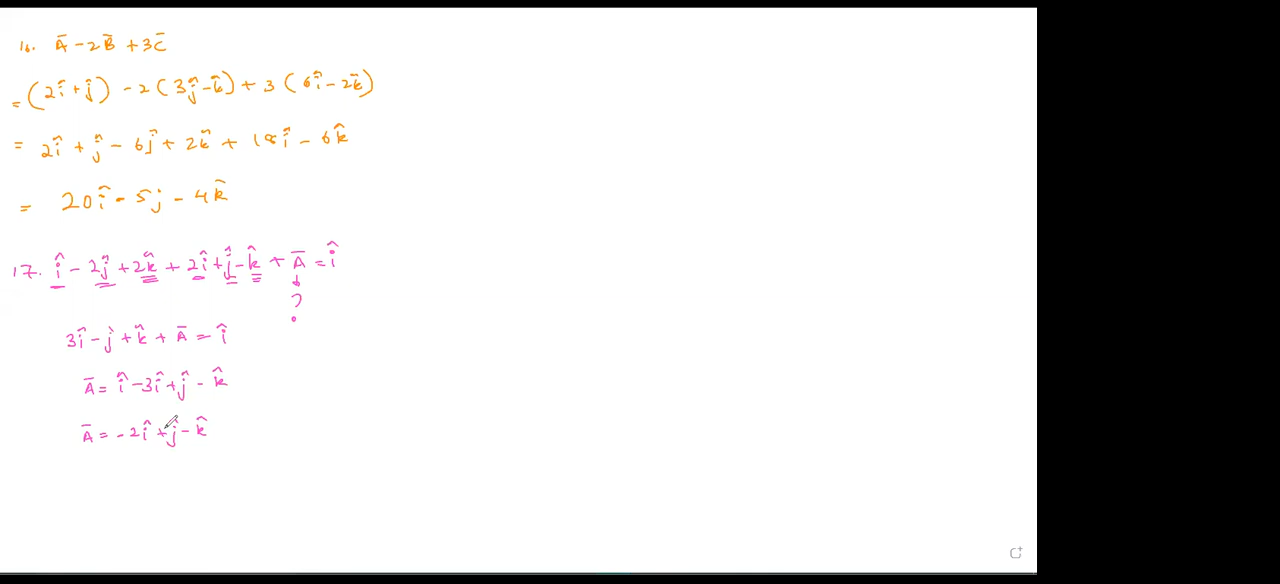 16. A̅ - 2B̅ + 3C̅
= (2î + ĵ) - 2 (3ĵ - k̂) + 3 (6î - 2k̂)
= 2î + ĵ - 6ĵ + 2k̂ + 18î - 6k̂
= 20î - 5j - 4k̂
17. î - 2ĵ + 2k̂ + 2î + ĵ - k̂ + A̅ = î
?
3î - ĵ + k̂ + A̅ = î
A̅ = î - 3î + ĵ - k̂
A̅ = - 2î + ĵ - k̂